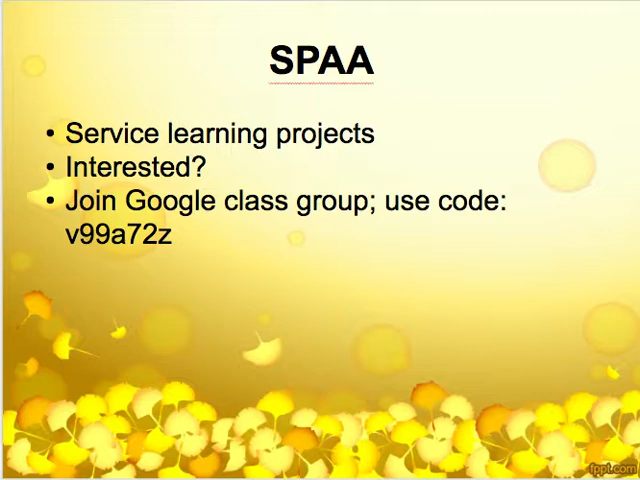 SPAA
• Service learning projects
• Interested?
• Join Google class group; use code:
v99a72z
fppt.com